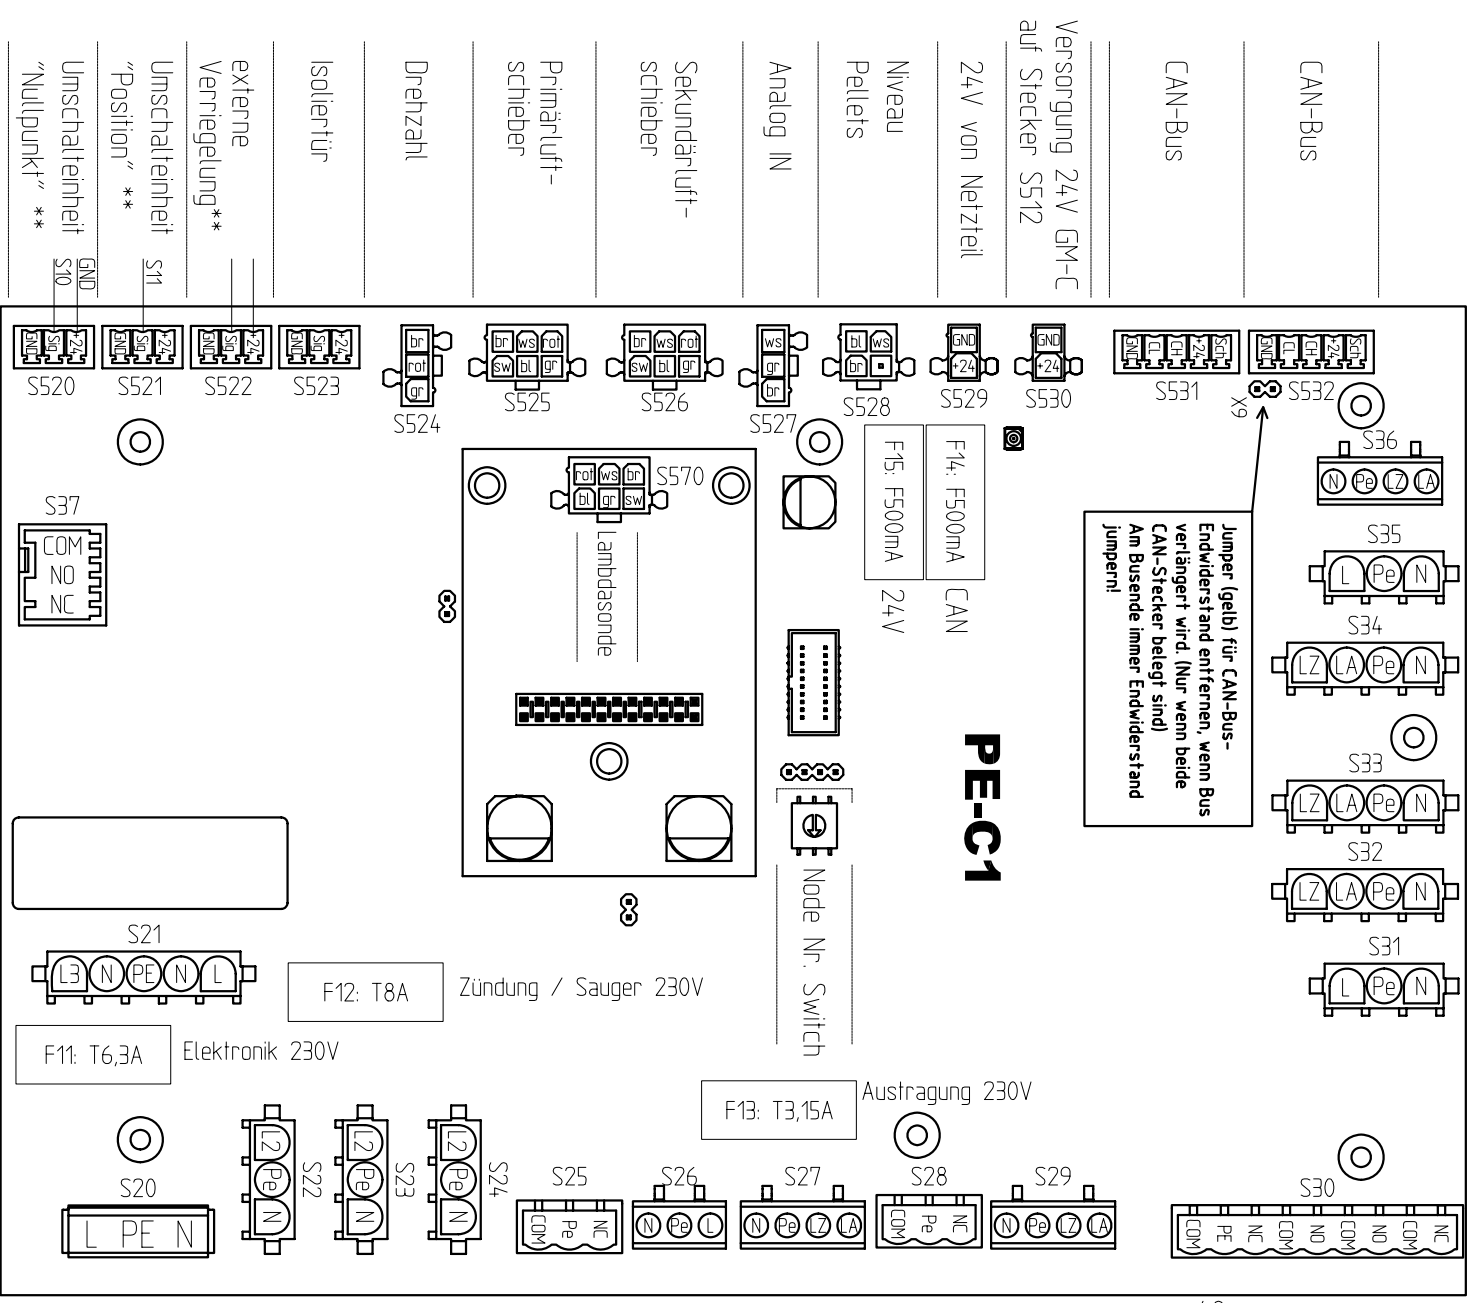 Umschalteinheit
"Nullpunkt" **
Umschalteinheit
"Position" **
externe
Verriegelung**
Isoliertür
Drehzahl
Primärluft-
schieber
Sekundärluft-
schieber
Analog IN
Niveau
Pellets
24V von Netzteil
Versorgung 24V GM-C
auf Stecker S512
CAN-Bus
CAN-Bus
GND
S10
S11
GND Sig +24
GND Sig +24
GND Sig +24
GND Sig +24
br rot gr
br ws rot
sw bl gr
br ws rot
sw bl gr
ws gr br
bl ws
br
GND
+24
GND
+24
GND CL CH +24 Sch
GND CL CH +24 Sch
S520
S521
S522
S523
S524
S525
S526
S527
S528
S529
S530
S531
S532
X9
S36
N Pe LZ LA
S35
L Pe N
S34
LZ LA Pe N
S33
LZ LA Pe N
S32
LZ LA Pe N
S31
L Pe N
S37
COM
NO
NC
rot ws br
bl gr sw
S570
Lambdasonde
F15: F500mA
24V
F14: F500mA
CAN
Jumper (gelb) für CAN-Bus-
Endwiderstand entfernen, wenn Bus
verlängert wird. (Nur wenn beide
CAN-Stecker belegt sind)
Am Busende immer Endwiderstand
jumpern!
PE-C1
Node Nr. Switch
S21
L3 N PE N L
F12: T8A
Zündung / Sauger 230V
F11: T6,3A
Elektronik 230V
F13: T3,15A
Austragung 230V
S20
L PE N
L2 Pe N
S22
L2 Pe N
S23
L2 Pe N
S24
S25
COM Pe NC
S26
N Pe L
S27
N Pe LZ LA
S28
COM Pe NC
S29
N Pe LZ LA
S30
COM PE NC COM NO COM NO COM NC